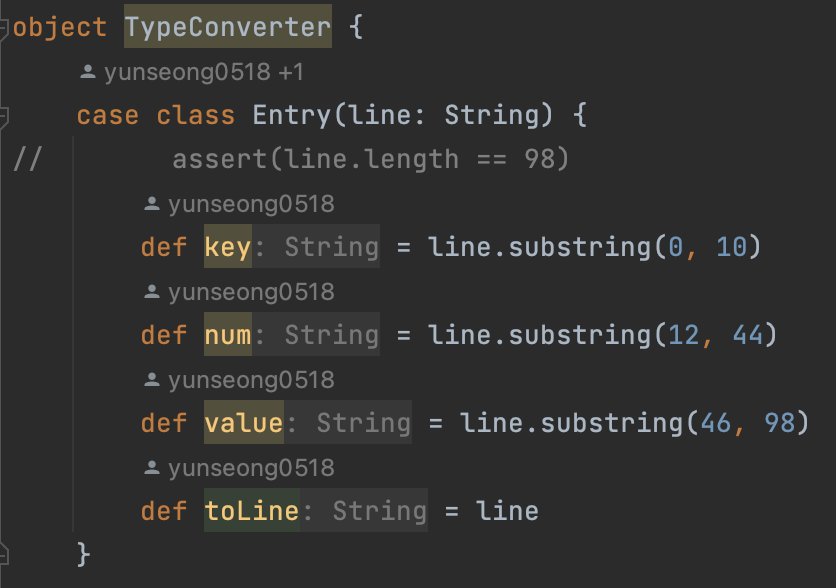 object TypeConverter {
yunseong0518 +1
case class Entry(line: String) {
//        assert(line.length == 98)
yunseong0518
def key: String = line.substring(0, 10)
yunseong0518
def num: String = line.substring(12, 44)
yunseong0518
def value: String = line.substring(46, 98)
yunseong0518
def toLine: String = line
}